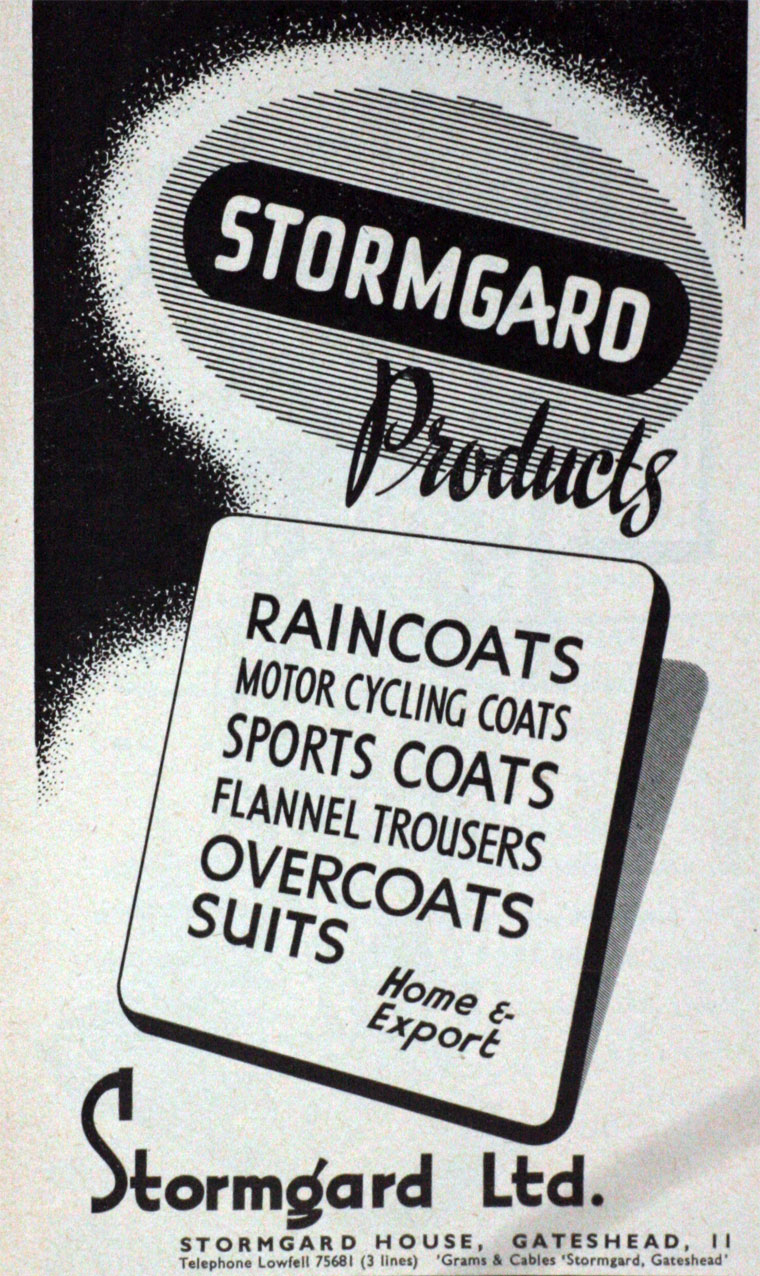 STORMGARD
Products
RAINCOATS
MOTOR CYCLING COATS
SPORTS COATS
FLANNEL TROUSERS
OVERCOATS
SUITS
Home &
Export
Stormgard Ltd.
STORMGARD HOUSE, GATESHEAD, 11
Telephone Lowfell 75681 (3 lines) 'Grams & Cables 'Stormgard, Gateshead'